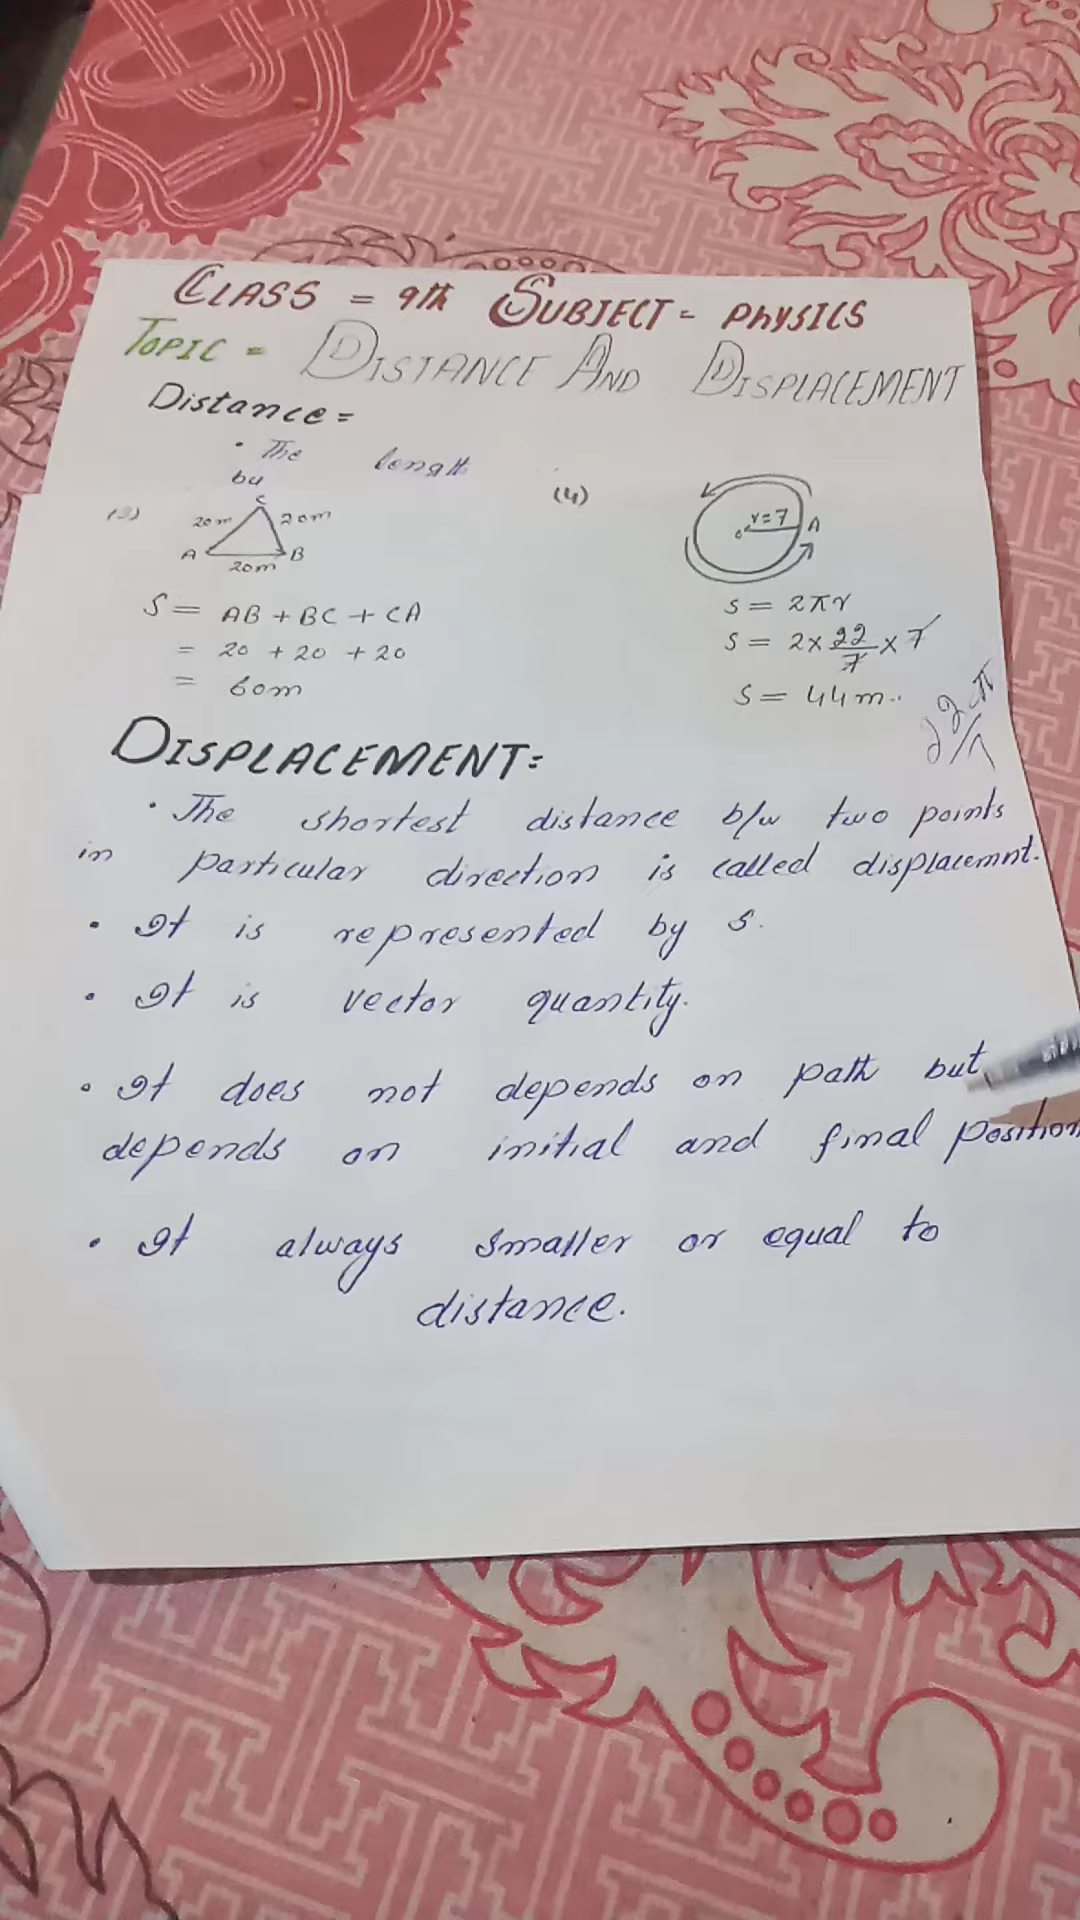 CLASS = 9th SUBJECT = PHYSICS
TOPIC = DISTANCE AND DISPLACEMENT
Distance =
• The length
by
(3)
C
20m 20m
A B
20m
S = AB + BC + CA
= 20 + 20 + 20
= 60m
(4)
r=7 A
S = 2πr
S = 2 x 22/7 x 7
S = 44m..
22/7 π
DISPLACEMENT=
• The shortest distance b/w two points
in particular direction is called displacemnt.
• It is represented by S.
• It is vector quantity.
• It does not depends on path but
depends on initial and final position
• It always smaller or equal to
distance.